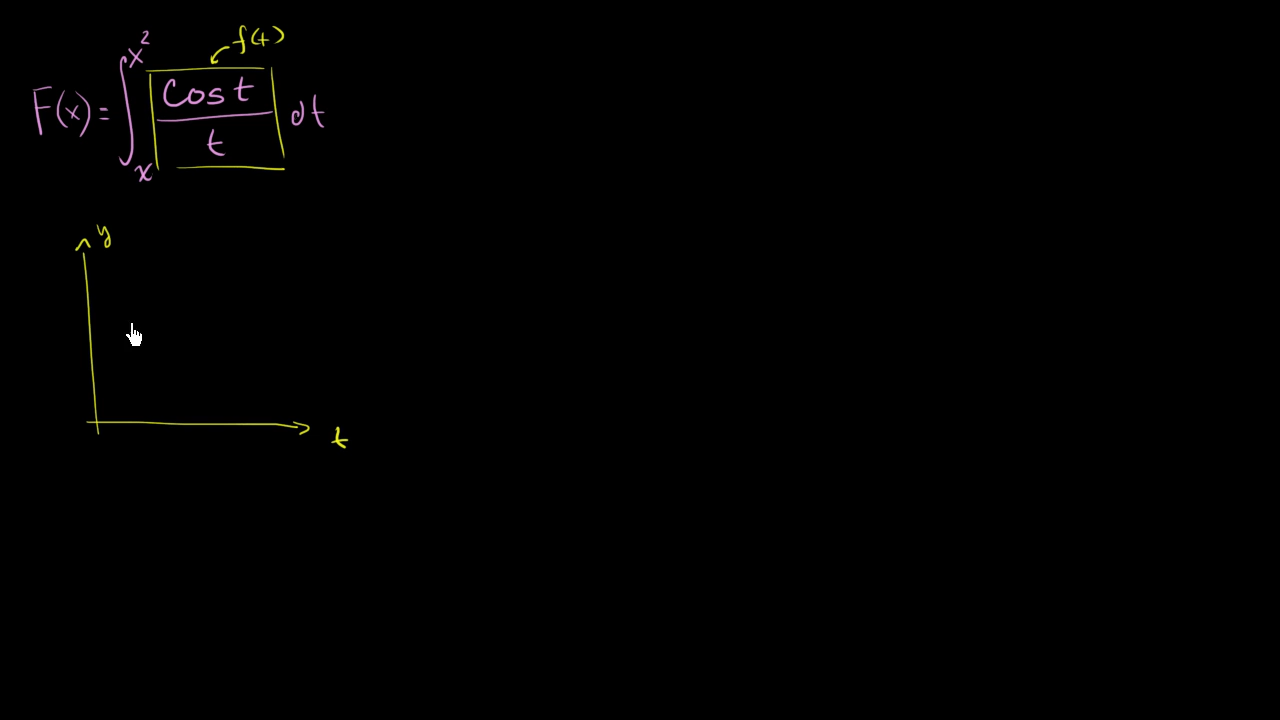 f(t)
F(x) = ∫ₓ^x² cos t / t dt
y
t